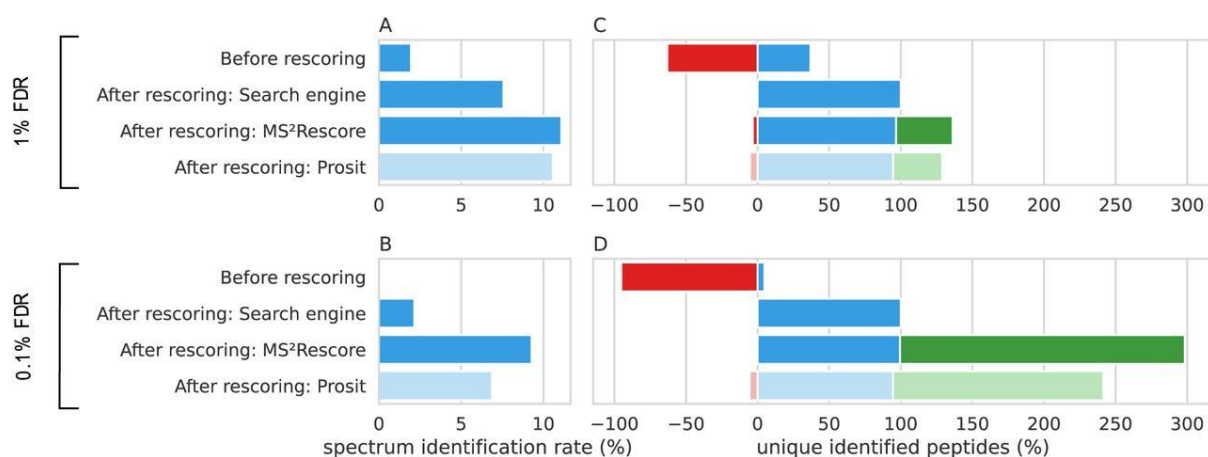 A
C
1% FDR
Before rescoring
After rescoring: Search engine
After rescoring: MS²Rescore
After rescoring: Prosit
0 5 10
−100 −50 0 50 100 150 200 250 300
B
D
0.1% FDR
Before rescoring
After rescoring: Search engine
After rescoring: MS²Rescore
After rescoring: Prosit
0 5 10
−100 −50 0 50 100 150 200 250 300
spectrum identification rate (%)
unique identified peptides (%)